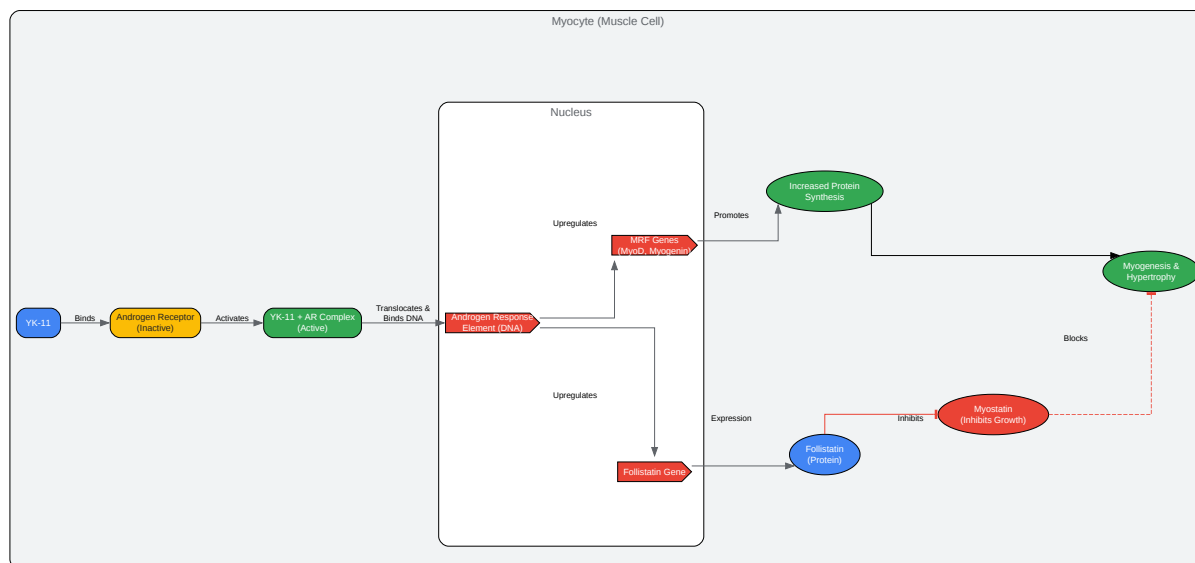 Myocyte (Muscle Cell)
Nucleus
YK-11
Binds
Androgen Receptor
(Inactive)
Activates
YK-11 + AR Complex
(Active)
Translocates &
Binds DNA
Androgen Response
Element (DNA)
Upregulates
MRF Genes
(MyoD, Myogenin)
Promotes
Increased Protein
Synthesis
Myogenesis &
Hypertrophy
Upregulates
Follistatin Gene
Expression
Follistatin
(Protein)
Inhibits
Myostatin
(Inhibits Growth)
Blocks